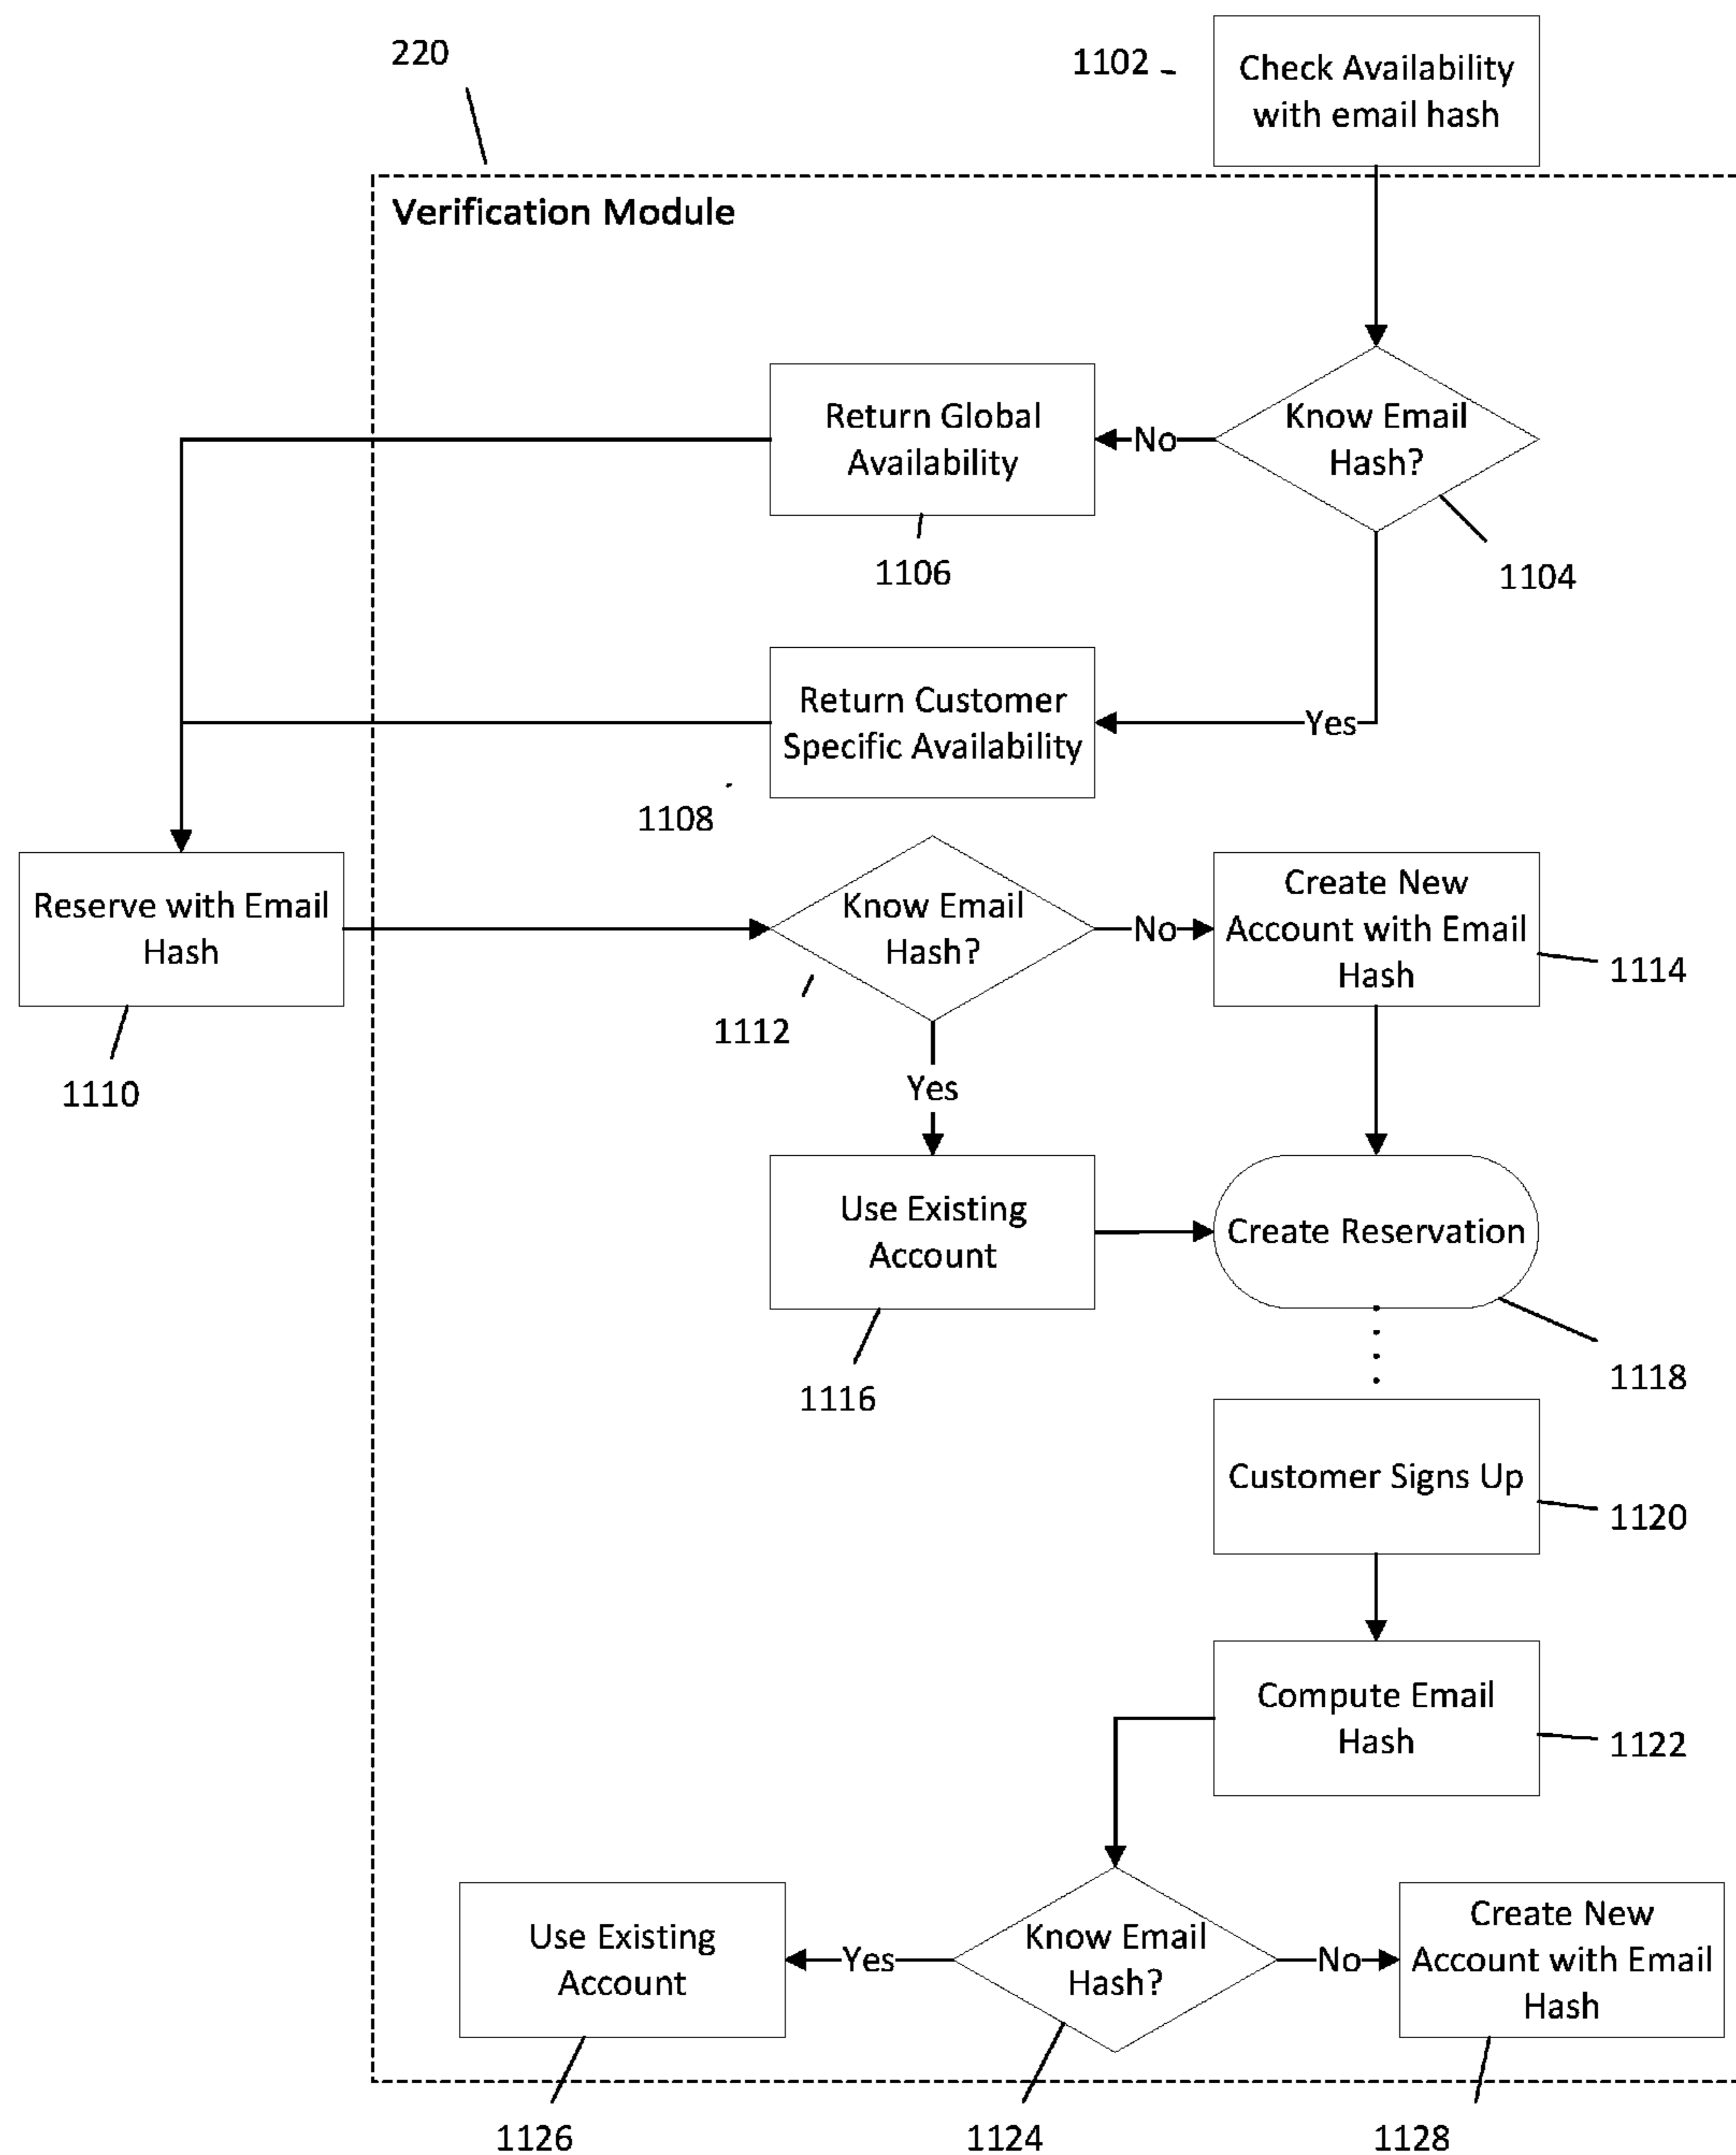 220
1102
Check Availability
with email hash
Verification Module
Return Global
Availability
No
Know Email
Hash?
1106
1104
Return Customer
Specific Availability
Yes
1108
Reserve with Email
Hash
Know Email
Hash?
No
Create New
Account with Email
Hash
1114
1112
1110
Yes
Use Existing
Account
Create Reservation
1116
1118
Customer Signs Up
1120
Compute Email
Hash
1122
Use Existing
Account
Yes
Know Email
Hash?
No
Create New
Account with Email
Hash
1126
1124
1128